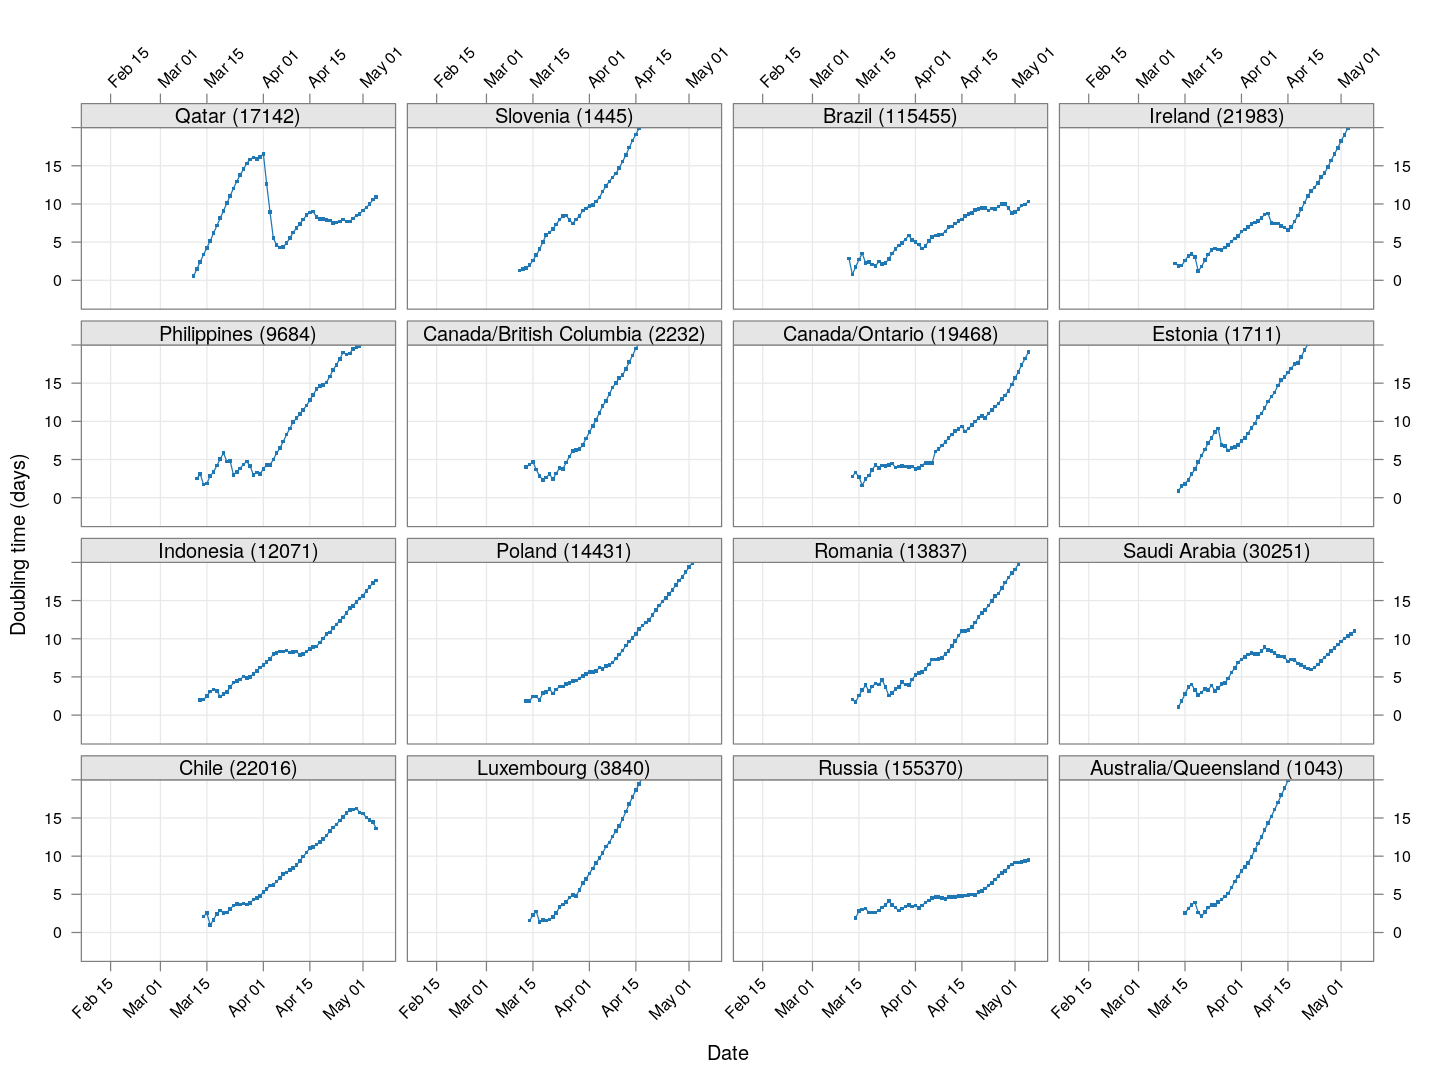 Feb 15 Mar 01 Mar 15 Apr 01 Apr 15 May 01 Feb 15 Mar 01 Mar 15 Apr 01 Apr 15 May 01 Feb 15 Mar 01 Mar 15 Apr 01 Apr 15 May 01 Feb 15 Mar 01 Mar 15 Apr 01 Apr 15 May 01
Qatar (17142) Slovenia (1445) Brazil (115455) Ireland (21983)
15 15
10 10
5 5
0 0
Philippines (9684) Canada/British Columbia (2232) Canada/Ontario (19468) Estonia (1711)
15 15
10 10
5 5
0 0
Doubling time (days)
Indonesia (12071) Poland (14431) Romania (13837) Saudi Arabia (30251)
15 15
10 10
5 5
0 0
Chile (22016) Luxembourg (3840) Russia (155370) Australia/Queensland (1043)
15 15
10 10
5 5
0 0
Feb 15 Mar 01 Mar 15 Apr 01 Apr 15 May 01 Feb 15 Mar 01 Mar 15 Apr 01 Apr 15 May 01 Feb 15 Mar 01 Mar 15 Apr 01 Apr 15 May 01 Feb 15 Mar 01 Mar 15 Apr 01 Apr 15 May 01
Date